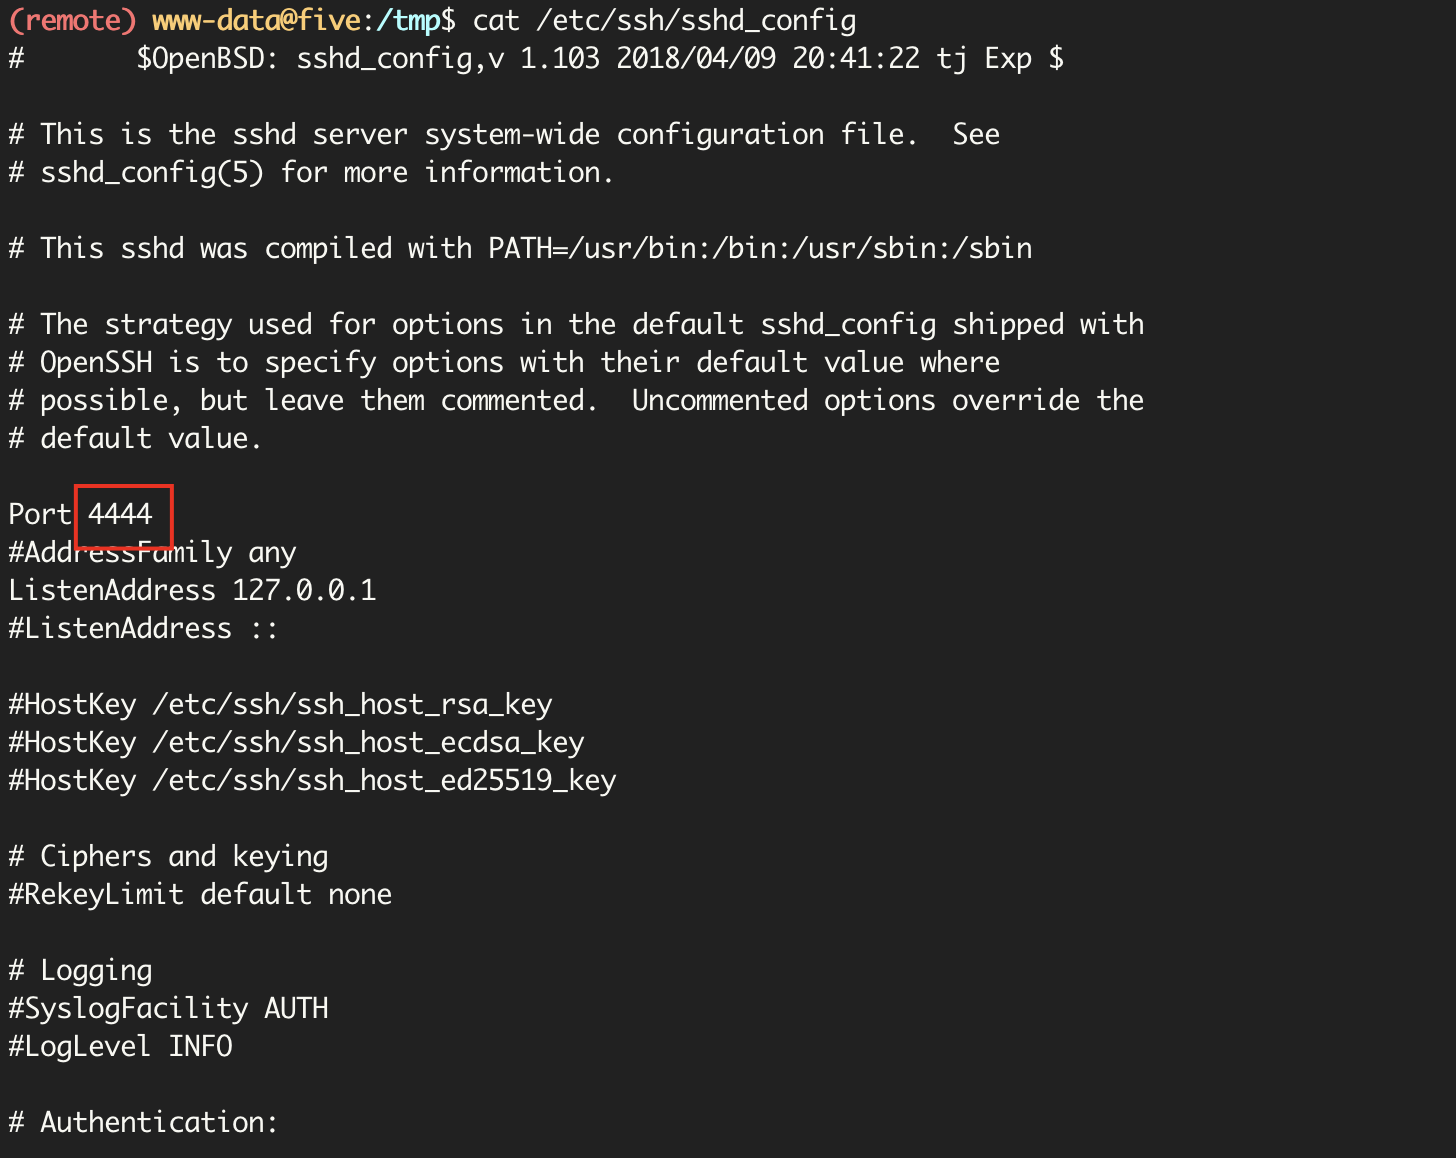 (remote) www-data@five:/tmp$ cat /etc/ssh/sshd_config
#       $OpenBSD: sshd_config,v 1.103 2018/04/09 20:41:22 tj Exp $
# This is the sshd server system-wide configuration file.  See
# sshd_config(5) for more information.
# This sshd was compiled with PATH=/usr/bin:/bin:/usr/sbin:/sbin
# The strategy used for options in the default sshd_config shipped with
# OpenSSH is to specify options with their default value where
# possible, but leave them commented.  Uncommented options override the
# default value.
Port 4444
#AddressFamily any
ListenAddress 127.0.0.1
#ListenAddress ::
#HostKey /etc/ssh/ssh_host_rsa_key
#HostKey /etc/ssh/ssh_host_ecdsa_key
#HostKey /etc/ssh/ssh_host_ed25519_key
# Ciphers and keying
#RekeyLimit default none
# Logging
#SyslogFacility AUTH
#LogLevel INFO
# Authentication: